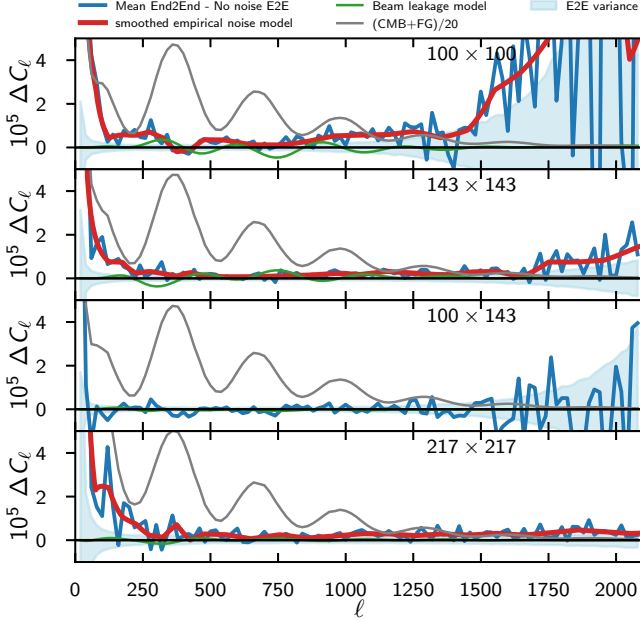 Mean End2End - No noise E2E
Beam leakage model
E2E variance
smoothed empirical noise model
(CMB+FG)/20
10⁵ ΔCℓ
4
2
0
100 × 100
10⁵ ΔCℓ
4
2
0
143 × 143
10⁵ ΔCℓ
4
2
0
100 × 143
10⁵ ΔCℓ
4
2
0
217 × 217
0 250 500 750 1000 1250 1500 1750 2000
ℓ